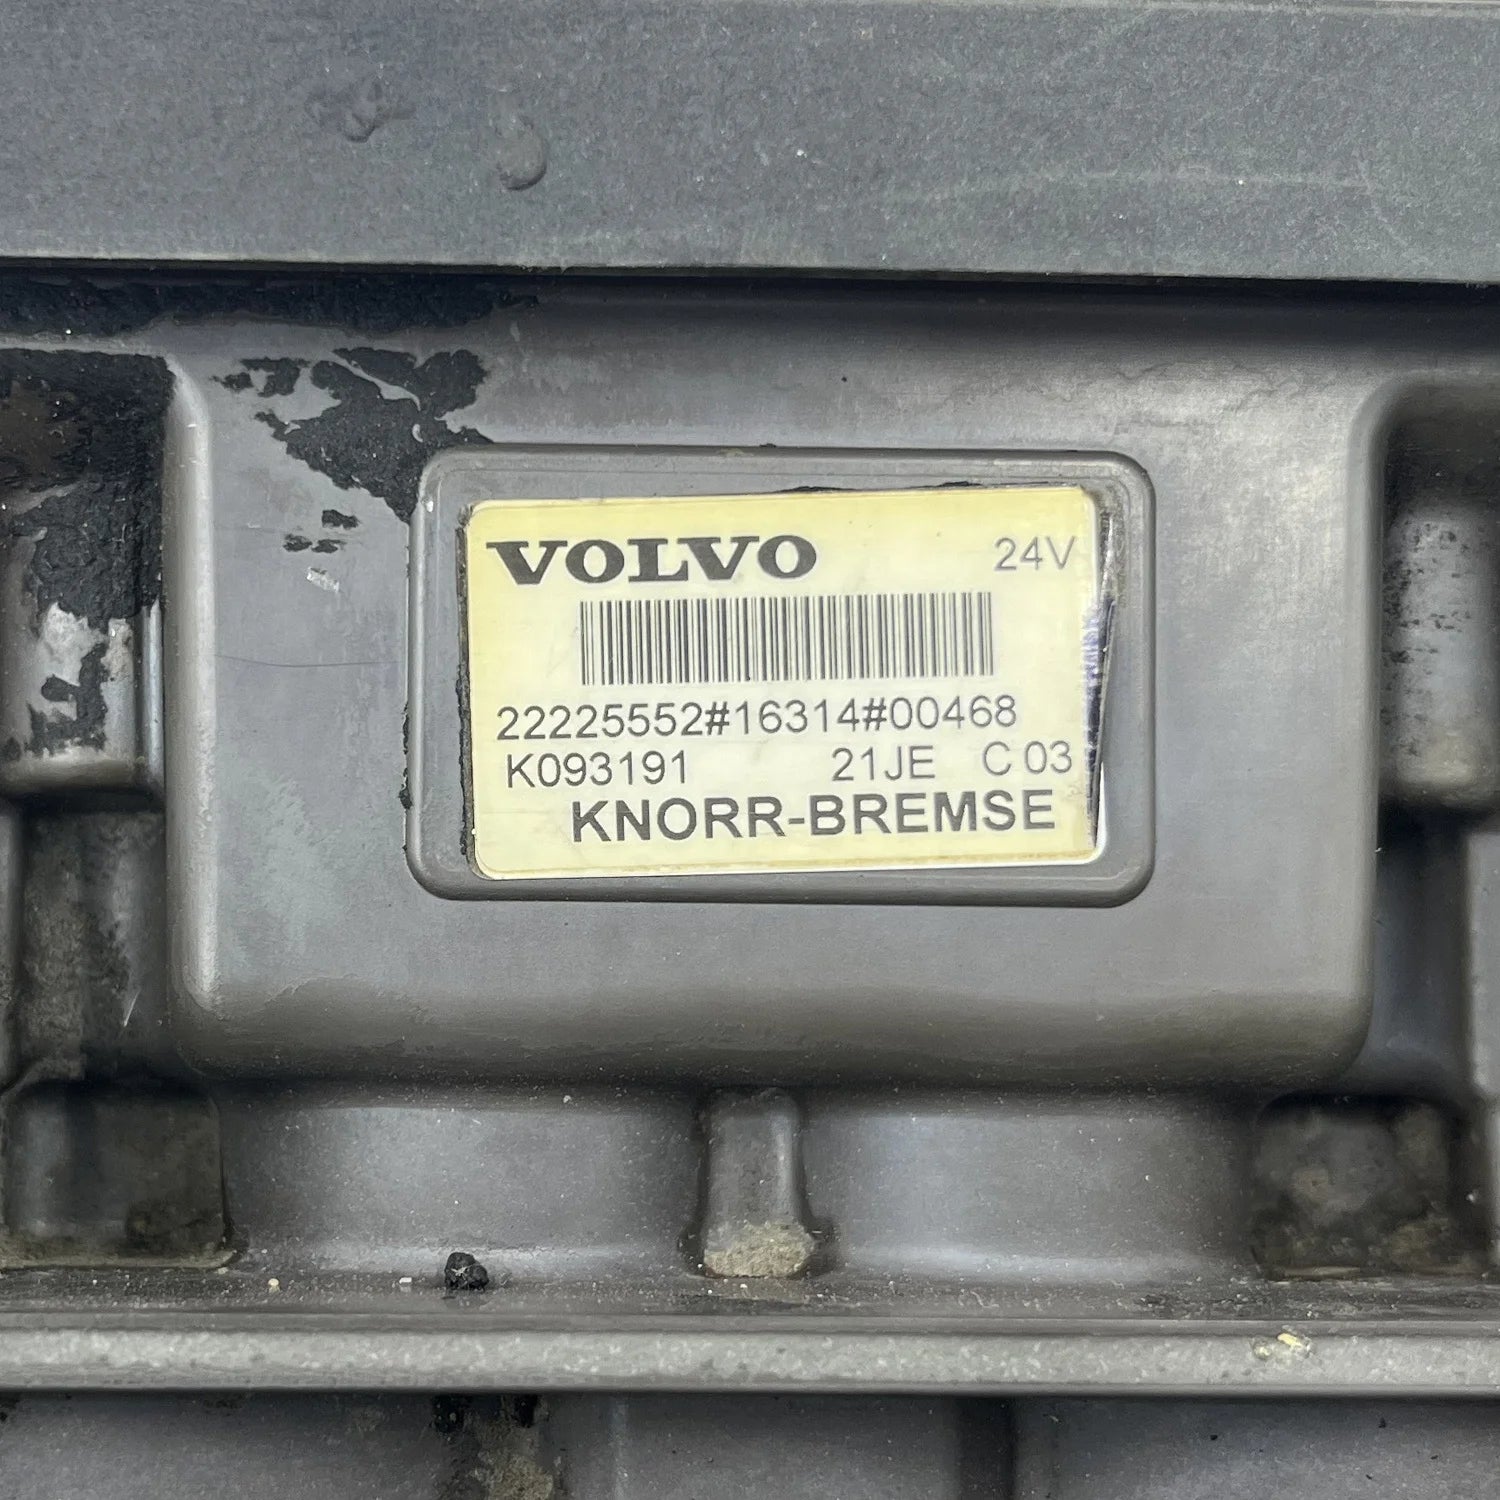 VOLVO 24V
22225552#16314#00468
K093191 21JE C 03
KNORR-BREMSE